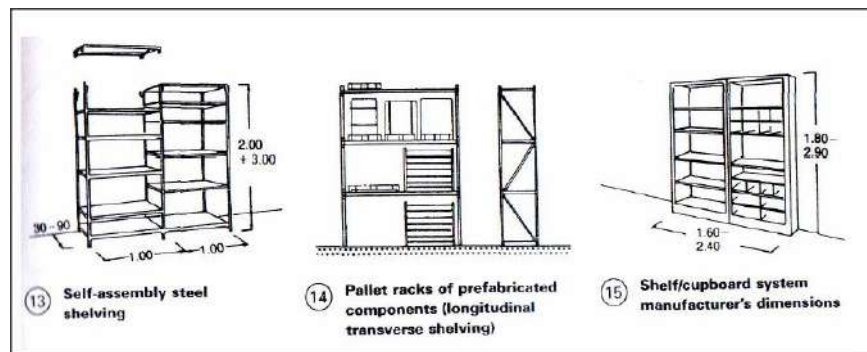 2.00
+ 3.00
30-90
1.00
1.00
13 Self-assembly steel
shelving
14 Pallet racks of prefabricated
components (longitudinal
transverse shelving)
1.80-
2.90
1.60-
2.40
15 Shelf/cupboard system
manufacturer's dimensions